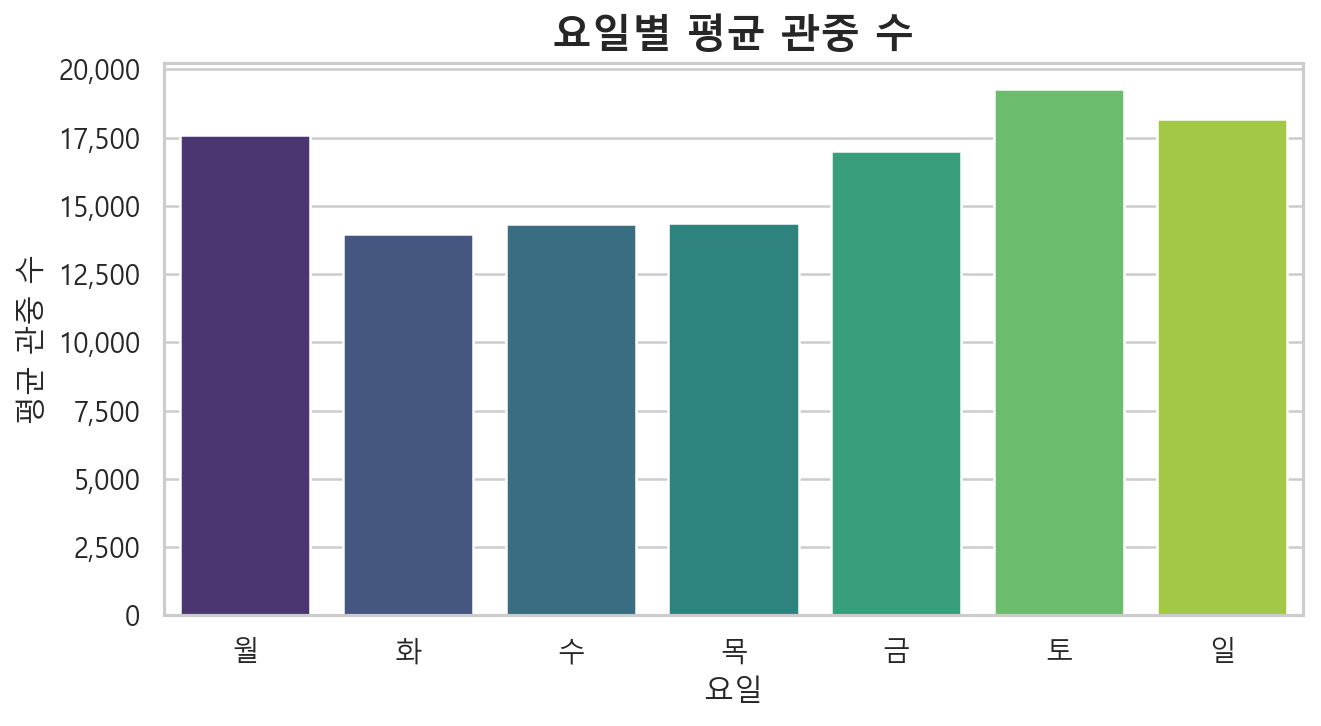 요일별 평균 관중 수
평균 관중 수
20,000
17,500
15,000
12,500
10,000
7,500
5,000
2,500
0
월 화 수 목 금 토 일
요일